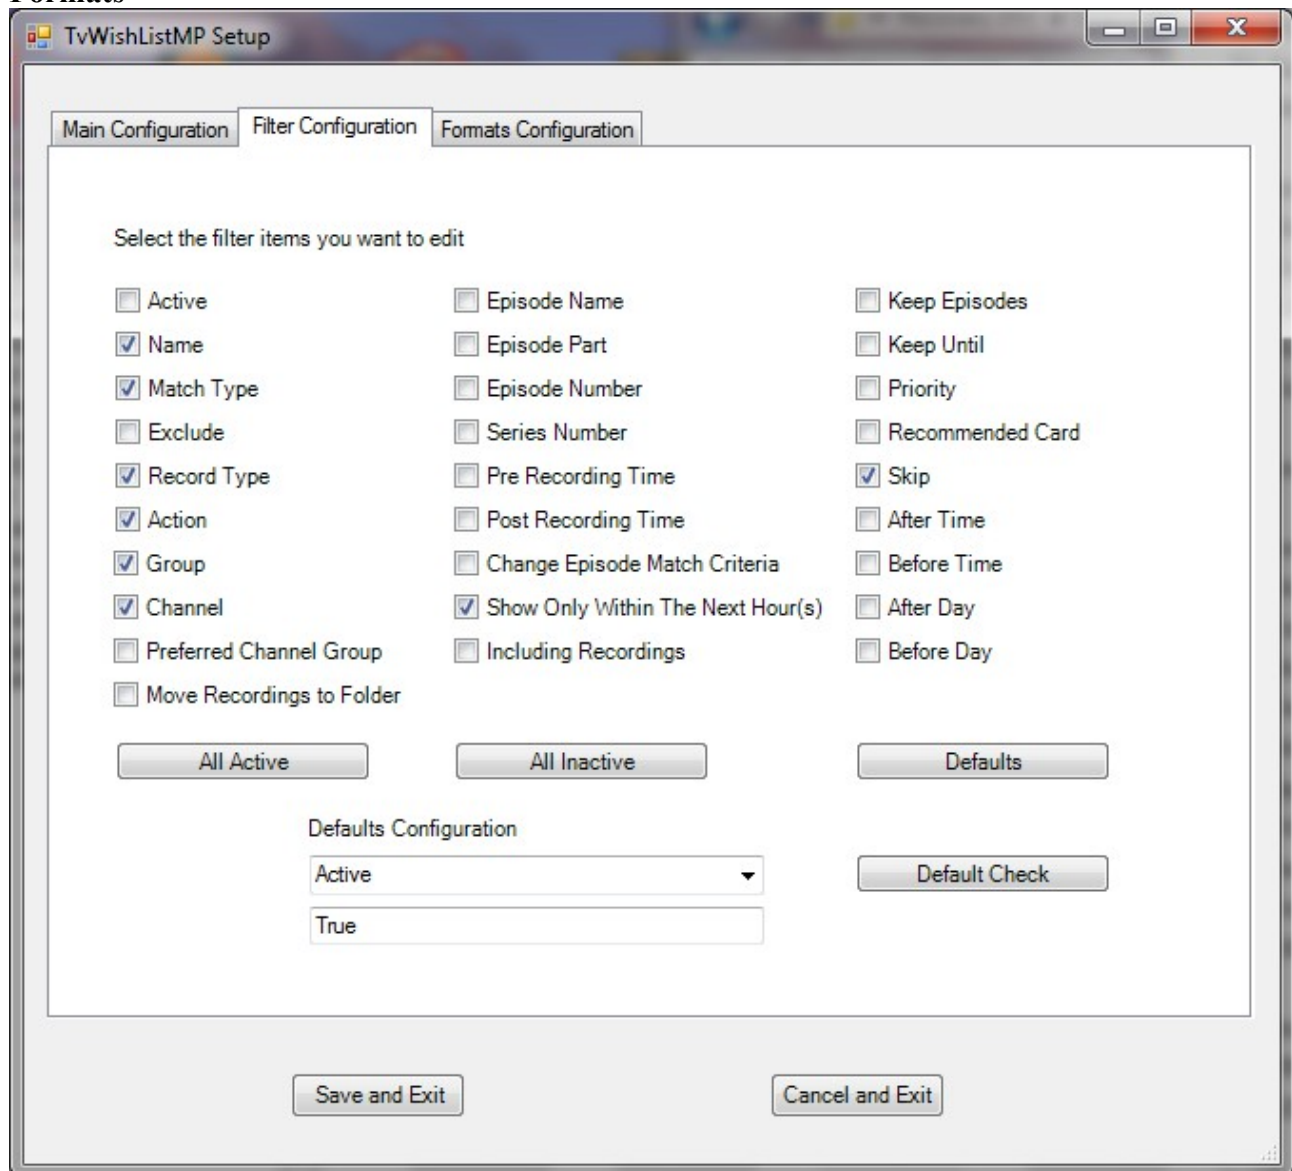 Formats
TvWishListMP Setup
Main Configuration Filter Configuration Formats Configuration
Select the filter items you want to edit
Active Episode Name Keep Episodes
Name Episode Part Keep Until
Match Type Episode Number Priority
Exclude Series Number Recommended Card
Record Type Pre Recording Time Skip
Action Post Recording Time After Time
Group Change Episode Match Criteria Before Time
Channel Show Only Within The Next Hour(s) After Day
Preferred Channel Group Including Recordings Before Day
Move Recordings to Folder
All Active All Inactive Defaults
Defaults Configuration
Active Default Check
True
Save and Exit Cancel and Exit